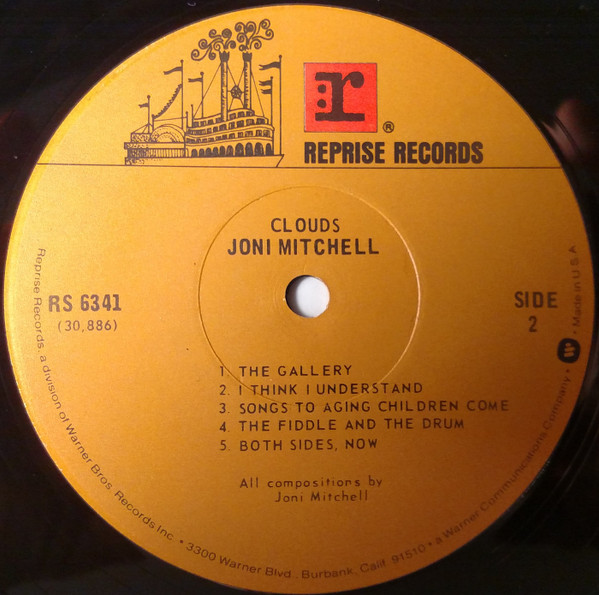 r
®
REPRISE RECORDS
CLOUDS
JONI MITCHELL
RS 6341
(30,886)
SIDE
2
1. THE GALLERY
2. I THINK I UNDERSTAND
3. SONGS TO AGING CHILDREN COME
4. THE FIDDLE AND THE DRUM
5. BOTH SIDES, NOW
All compositions by
Joni Mitchell
Reprise Records, a division of Warner Bros. Records Inc. • 3300 Warner Blvd., Burbank, Calif. 91510 • a Warner Communications Company • W • Made in U.S.A.